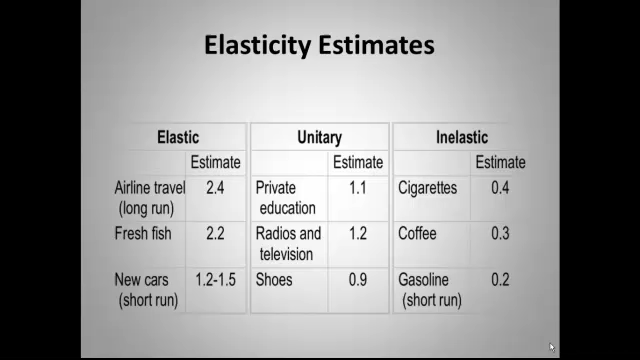 Elasticity Estimates
Elastic Unitary Inelastic
Estimate Estimate Estimate
Airline travel 2.4 Private 1.1 Cigarettes 0.4
(long run) education
Fresh fish 2.2 Radios and 1.2 Coffee 0.3
television
New cars 1.2-1.5 Shoes 0.9 Gasoline 0.2
(short run) (short run)